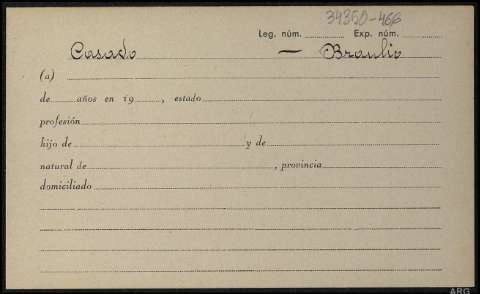 34350-466
Leg. núm. Exp. núm.
Casado — Braulio
(a)
de años en 19 , estado
profesión
hijo de y de
natural de , provincia
domiciliado
ARG